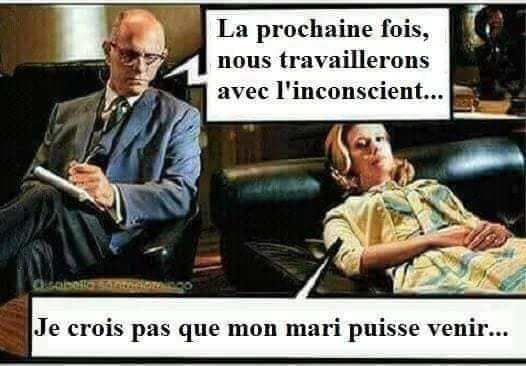 La prochaine fois,
nous travaillerons
avec l'inconscient...
Je crois pas que mon mari puisse venir...